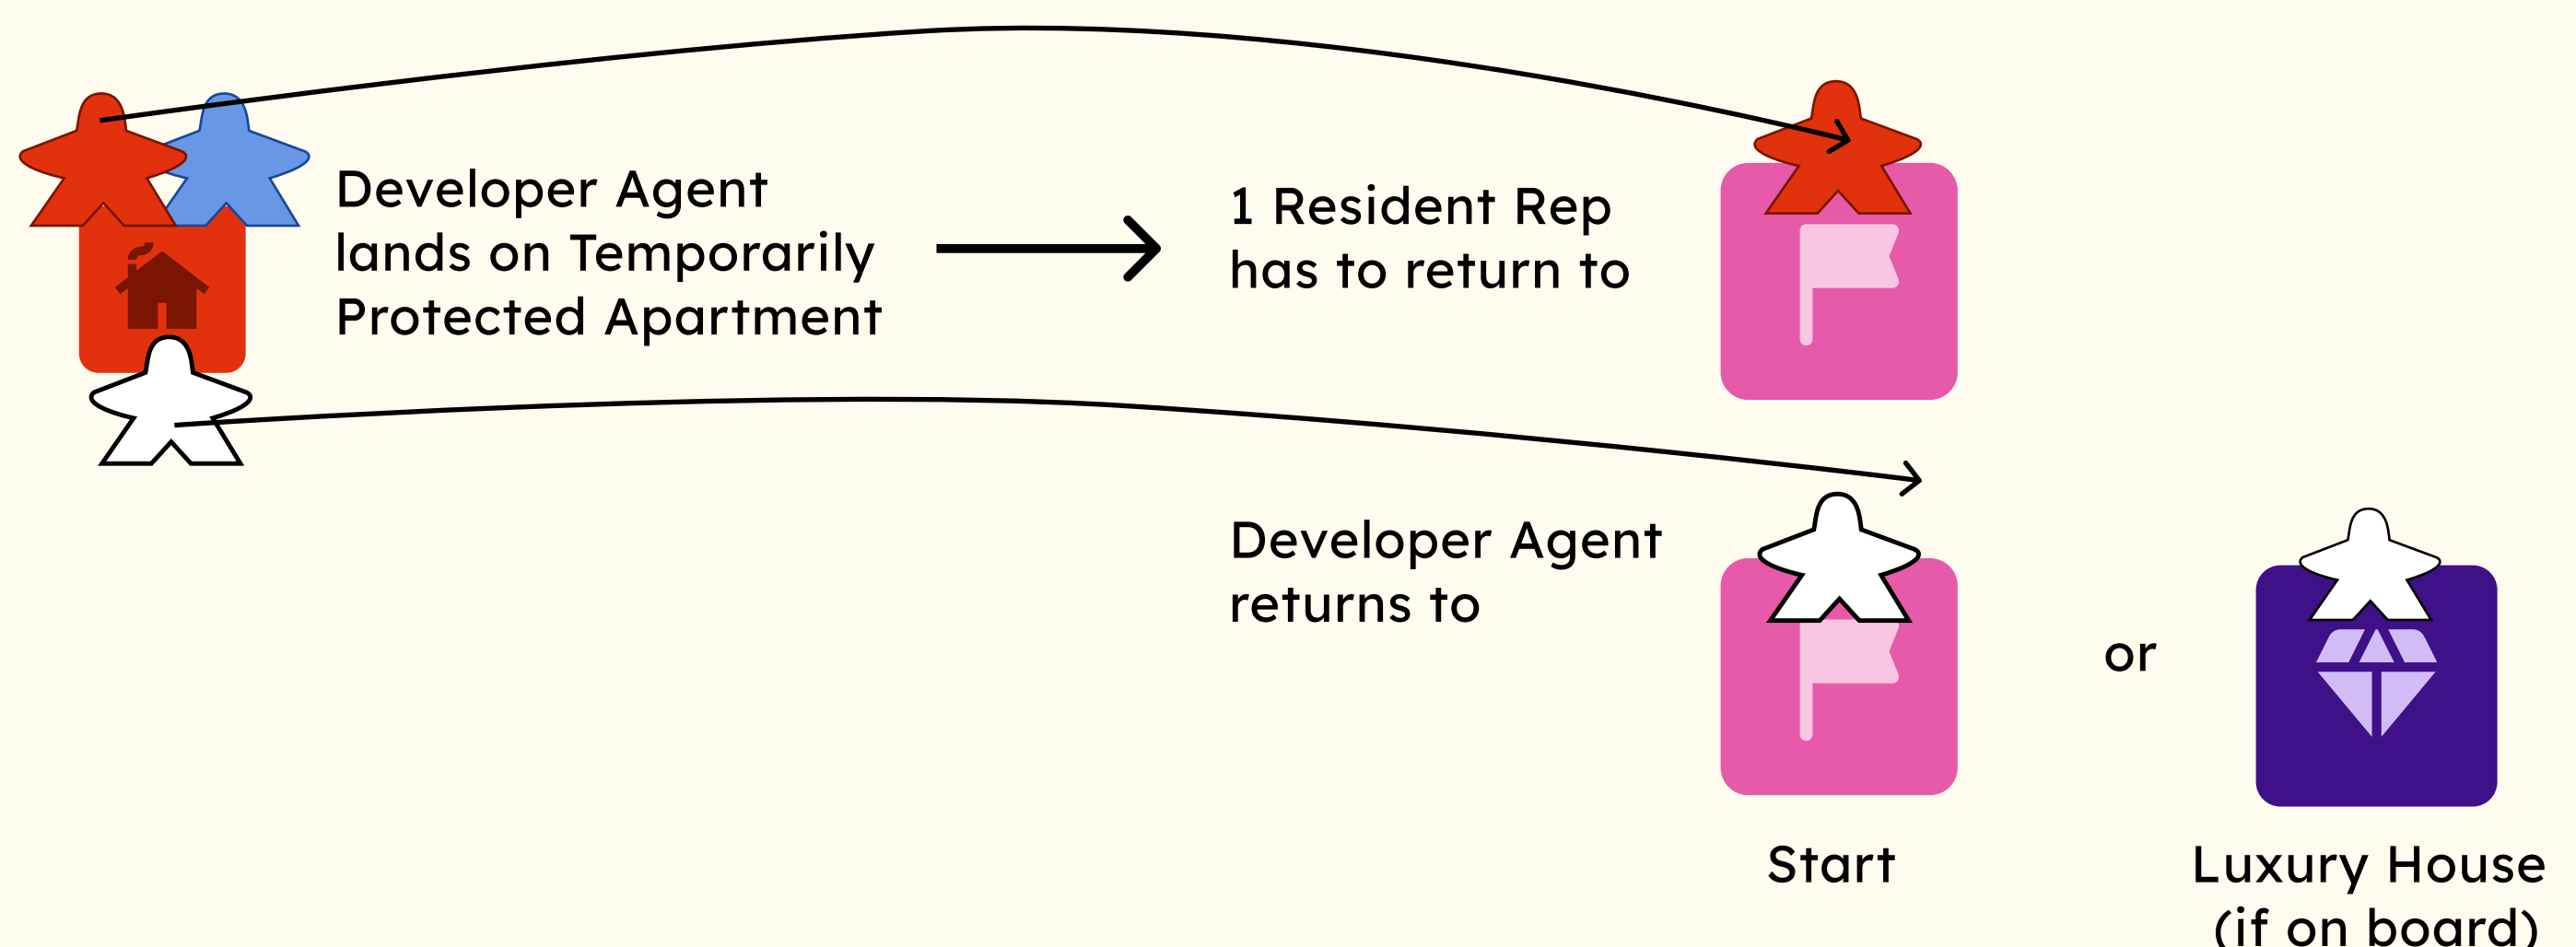 Developer Agent
lands on Temporarily
Protected Apartment
1 Resident Rep
has to return to
Developer Agent
returns to
or
Start
Luxury House
(if on board)